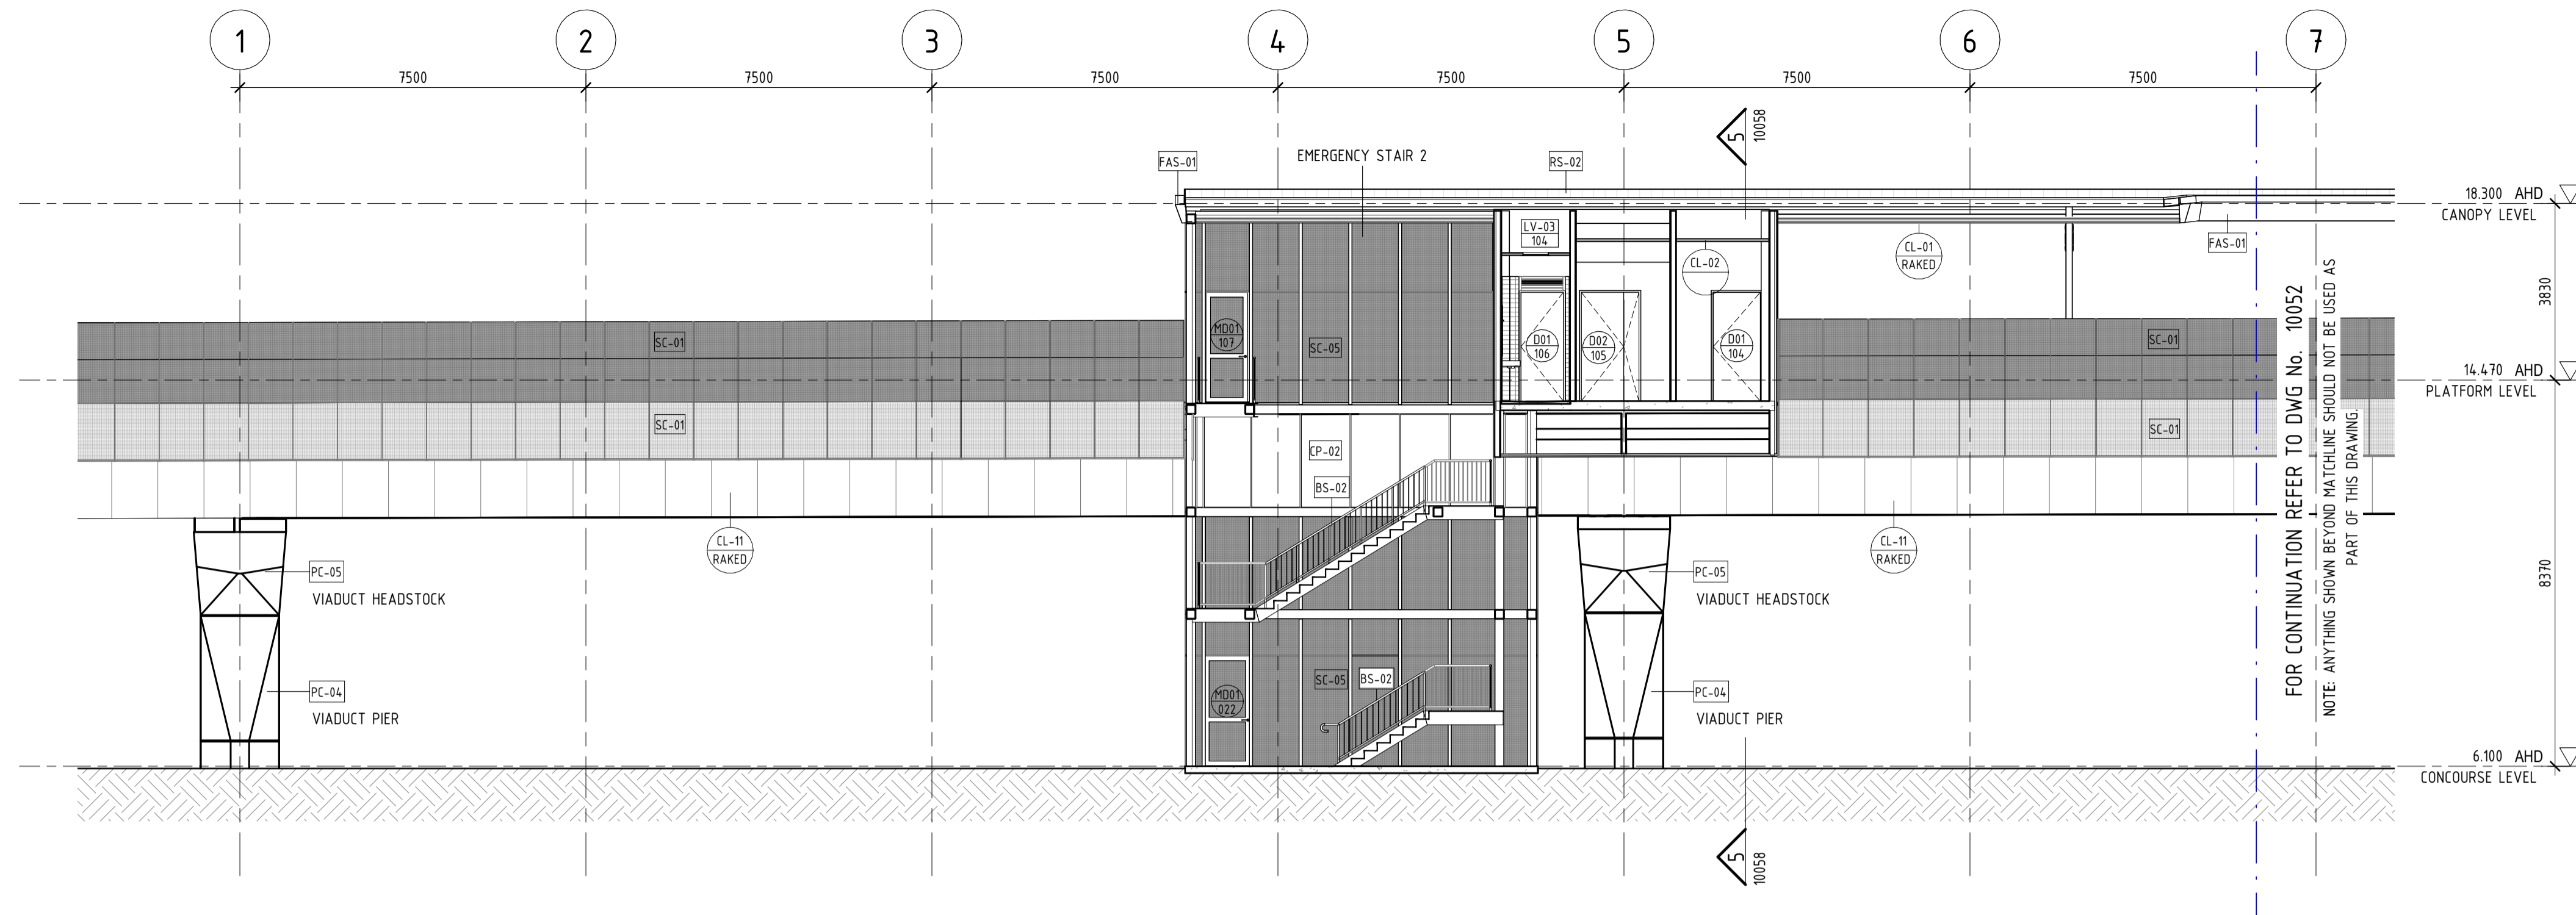 1 2 3 4 5 6 7
7500 7500 7500 7500 7500 7500
5
10058
FAS-01
EMERGENCY STAIR 2
RS-02
18.300 AHD
CANOPY LEVEL
LV-03
104
CL-02
CL-01
RAKED
FAS-01
3830
MD01
107
SC-01
SC-05
D01
106
D02
105
D01
104
SC-01
14.470 AHD
PLATFORM LEVEL
SC-01
SC-01
CP-02
BS-02
CL-11
RAKED
CL-11
RAKED
PC-05
VIADUCT HEADSTOCK
PC-05
VIADUCT HEADSTOCK
8370
PC-04
VIADUCT PIER
MD01
022
SC-05
BS-02
PC-04
VIADUCT PIER
FOR CONTINUATION REFER TO DWG No. 10052
NOTE: ANYTHING SHOWN BEYOND MATCHLINE SHOULD NOT BE USED AS
PART OF THIS DRAWING.
6.100 AHD
CONCOURSE LEVEL
5
10058